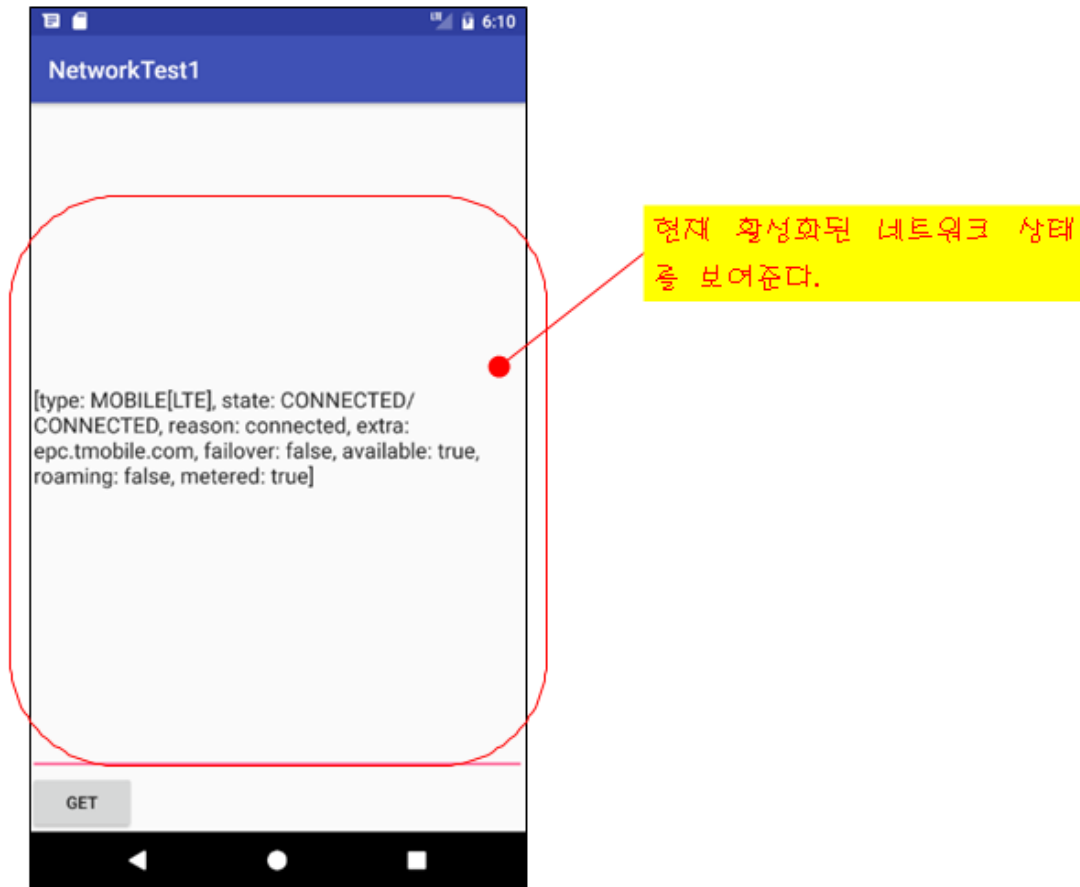 LTE 6:10
NetworkTest1
현재 활성화된 네트워크 상태
를 보여준다.
[type: MOBILE[LTE], state: CONNECTED/
CONNECTED, reason: connected, extra:
epc.tmobile.com, failover: false, available: true,
roaming: false, metered: true]
GET